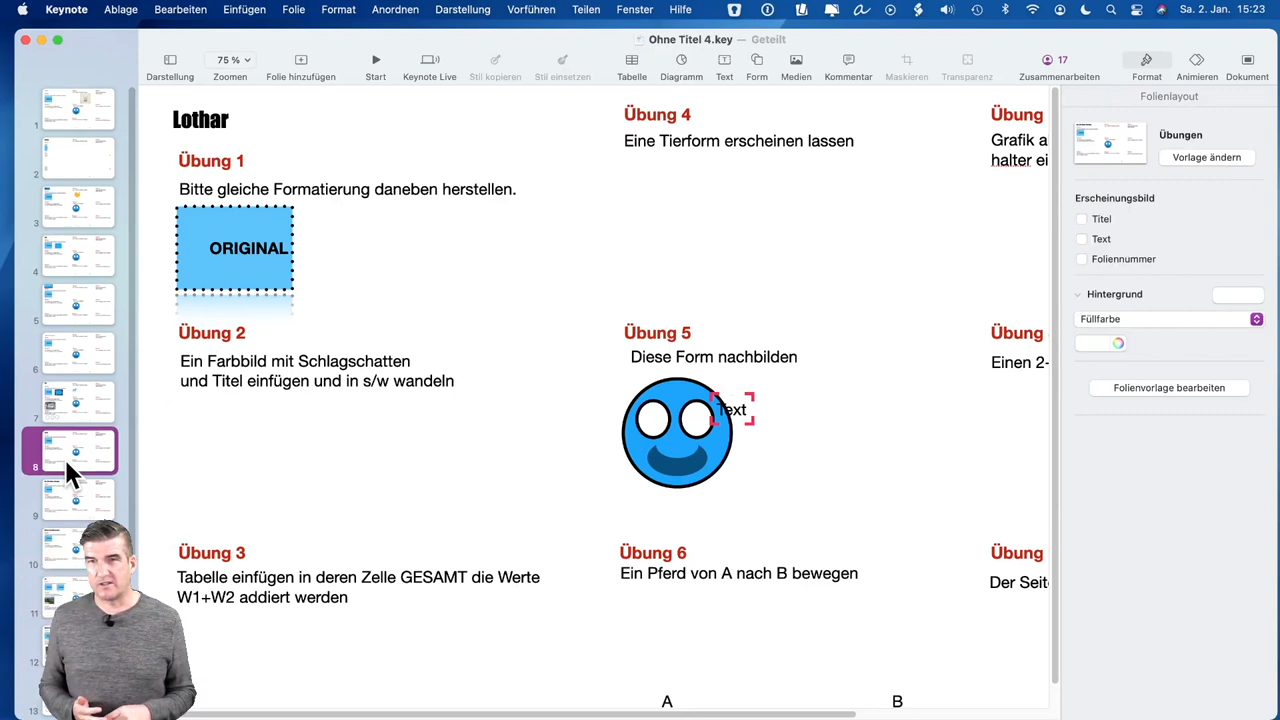 Keynote Ablage Bearbeiten Einfügen Folie Format Anordnen Darstellung Vorführen Teilen Fenster Hilfe Sa. 2. Jan. 15:23
Ohne Titel 4.key — Geteilt
75 %
17
Darstellung Zoomen Folie hinzufügen Start Keynote Live Stil kopieren Stil einsetzen Tabelle Diagramm Text Form Medien Kommentar Maskieren Transparenz Zusammenarbeiten Format Animieren Dokument
1
2
3
4
5
6
7
8
9
10
11
12
13
Lothar
Übung 1
Bitte gleiche Formatierung daneben herstellen.
ORIGINAL
Übung 2
Ein Farbbild mit Schlagschatten
und Titel einfügen und in s/w wandeln
Übung 3
Tabelle einfügen in deren Zelle GESAMT die Werte
W1+W2 addiert werden
Übung 4
Eine Tierform erscheinen lassen
Übung 5
Diese Form nachbilden
Text
Übung 6
Ein Pferd von A nach B bewegen
A
B
Übung
Grafik a
halter ei
Übung
Einen 2-
Übung
Der Seite
Folienlayout
Übungen
Vorlage ändern
Erscheinungsbild
Titel
Text
Foliennummer
Hintergrund
Füllfarbe
Folienvorlage bearbeiten